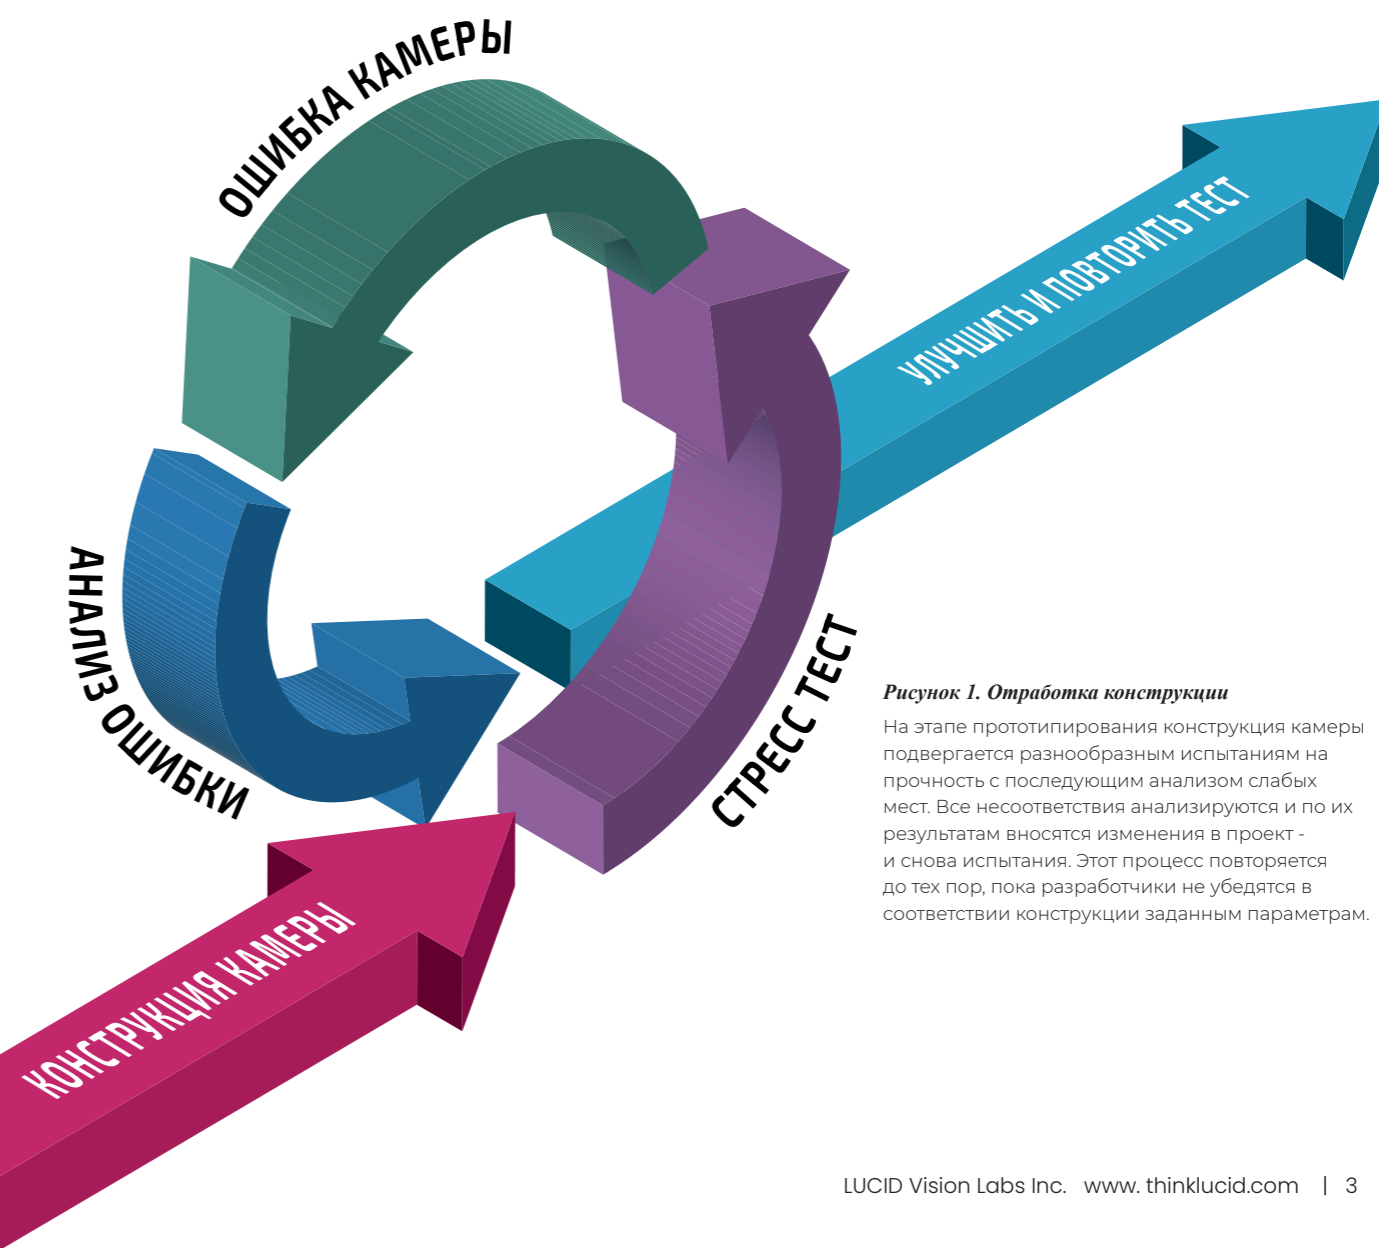 ОШИБКА КАМЕРЫ
УЛУЧШИТЬ И ПОВТОРИТЬ ТЕСТ
АНАЛИЗ ОШИБКИ
СТРЕСС ТЕСТ
КОНСТРУКЦИЯ КАМЕРЫ
Рисунок 1. Отработка конструкции
На этапе прототипирования конструкция камеры
подвергается разнообразным испытаниям на
прочность с последующим анализом слабых
мест. Все несоответствия анализируются и по их
результатам вносятся изменения в проект -
и снова испытания. Этот процесс повторяется
до тех пор, пока разработчики не убедятся в
соответствии конструкции заданным параметрам.
LUCID Vision Labs Inc. www. thinklucid.com | 3